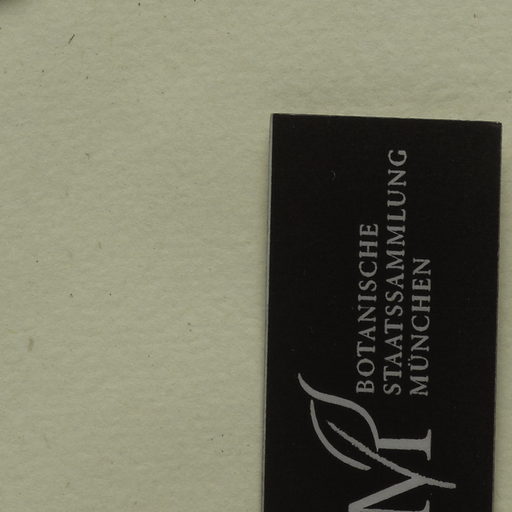 BOTANISCHE
STAATSSAMMLUNG
MÜNCHEN
M